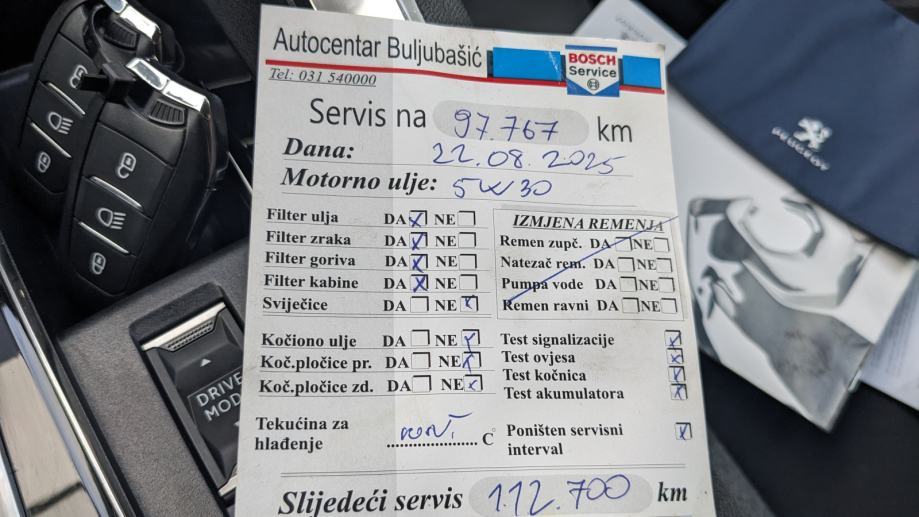 Autocentar Buljubašić
BOSCH
Service
Tel: 031 540000
Servis na 97.767 km
Dana: 22.08.2025
Motorno ulje: 5W30
Filter ulja DA NE
Filter zraka DA NE
Filter goriva DA NE
Filter kabine DA NE
Sviječice DA NE
IZMJENA REMENJA
Remen zupč. DA NE
Natezač rem. DA NE
Pumpa vode DA NE
Remen ravni DA NE
Kočiono ulje DA NE
Koč.pločice pr. DA NE
Koč.pločice zd. DA NE
Test signalizacije
Test ovjesa
Test kočnica
Test akumulatora
Tekućina za
hlađenje C°
Poništen servisni
interval
Slijedeći servis 112.700 km
DRIVE
MOD
PEUGEOT